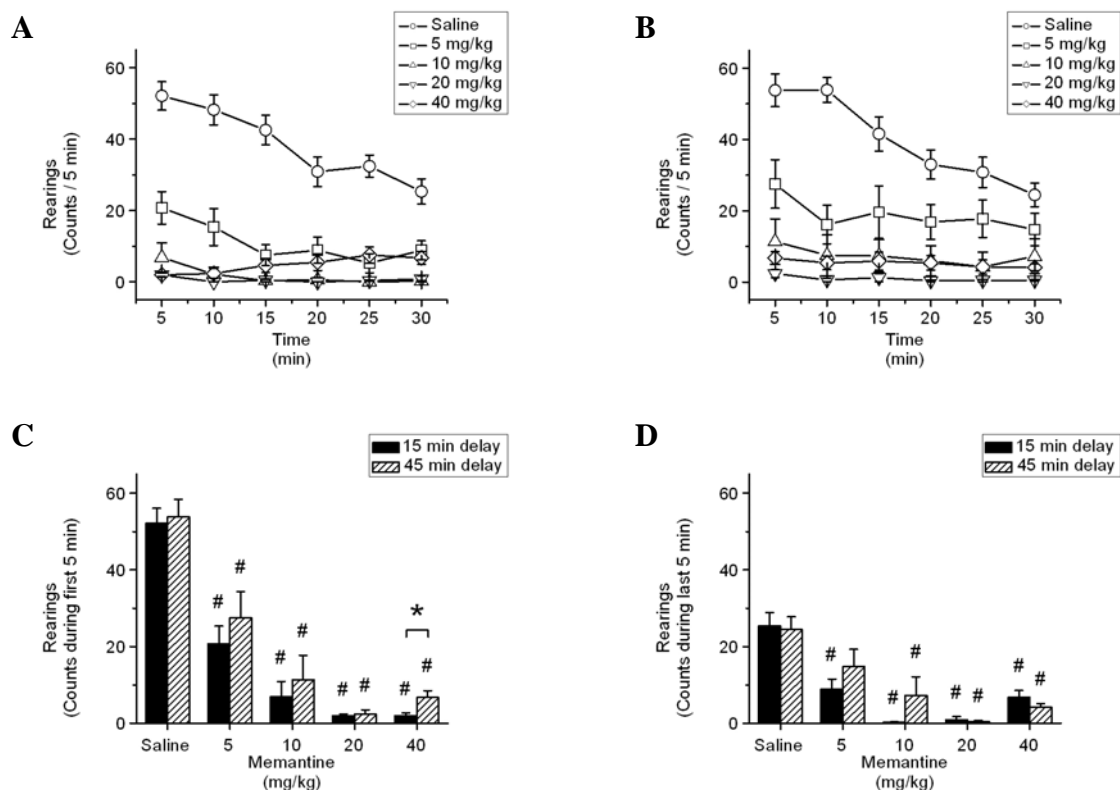 A
Saline
5 mg/kg
10 mg/kg
20 mg/kg
40 mg/kg
60
40
20
0
Rearings
(Counts / 5 min)
5 10 15 20 25 30
Time
(min)
B
Saline
5 mg/kg
10 mg/kg
20 mg/kg
40 mg/kg
60
40
20
0
Rearings
(Counts / 5 min)
5 10 15 20 25 30
Time
(min)
C
15 min delay
45 min delay
60
40
20
0
Rearings
(Counts during first 5 min)
# # # # # # # #
*
Saline 5 10 20 40
Memantine
(mg/kg)
D
15 min delay
45 min delay
60
40
20
0
Rearings
(Counts during last 5 min)
# # # # # # #
Saline 5 10 20 40
Memantine
(mg/kg)